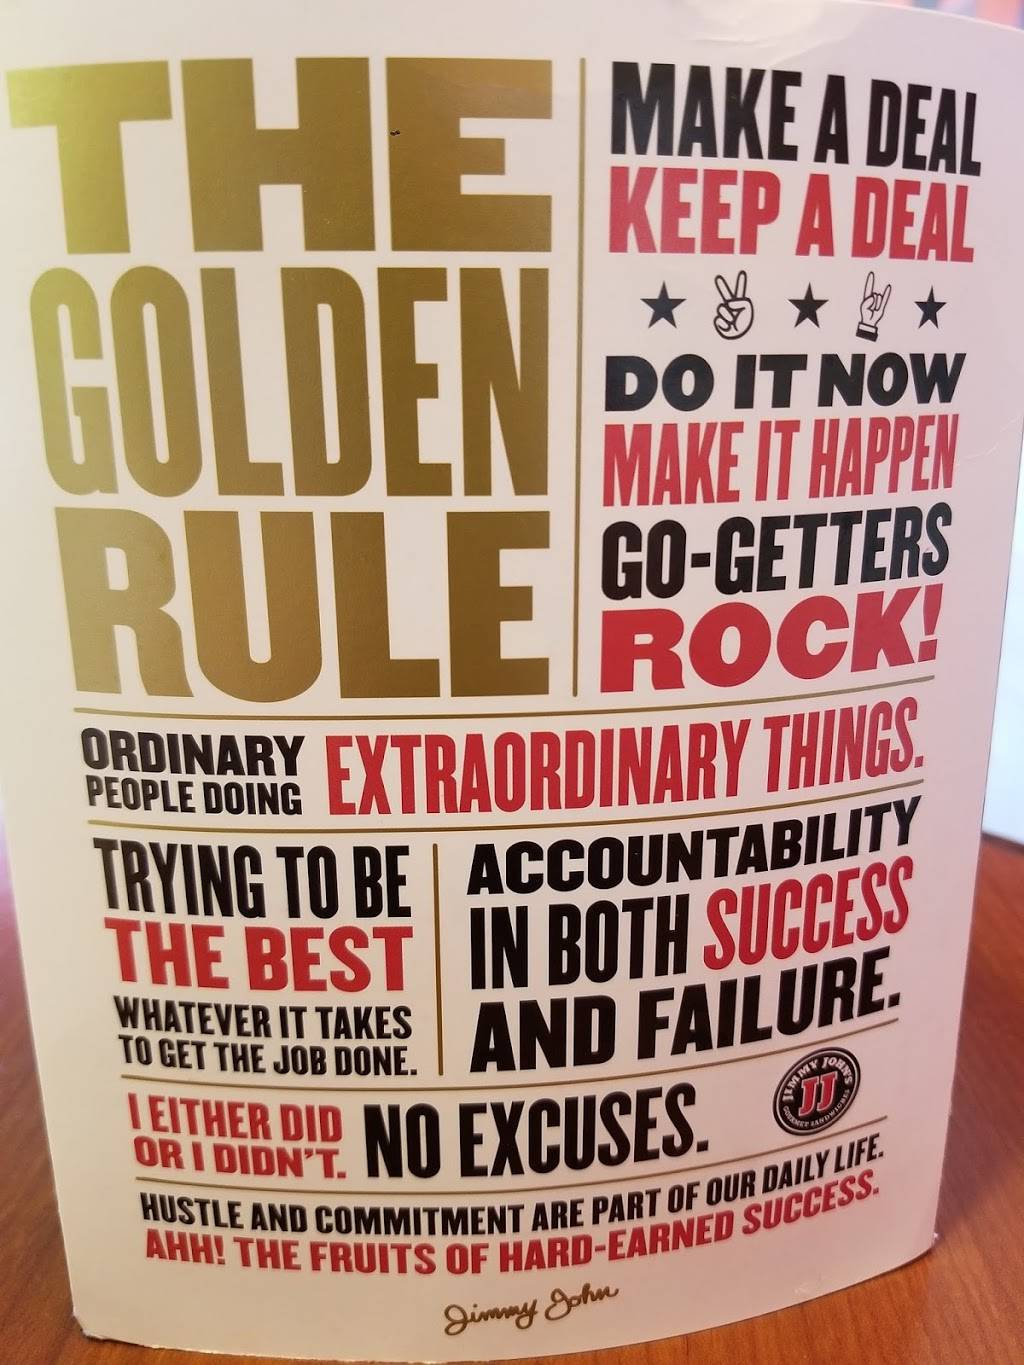 THE
GOLDEN
RULE
MAKE A DEAL
KEEP A DEAL
DO IT NOW
MAKE IT HAPPEN
GO-GETTERS
ROCK!
ORDINARY
PEOPLE DOING
EXTRAORDINARY THINGS.
TRYING TO BE
THE BEST
WHATEVER IT TAKES
TO GET THE JOB DONE.
ACCOUNTABILITY
IN BOTH SUCCESS
AND FAILURE.
I EITHER DID
OR I DIDN'T.
NO EXCUSES.
JIMMY JOHN'S
JJ
GOURMET SANDWICHES
HUSTLE AND COMMITMENT ARE PART OF OUR DAILY LIFE.
AHH! THE FRUITS OF HARD-EARNED SUCCESS.
Jimmy John